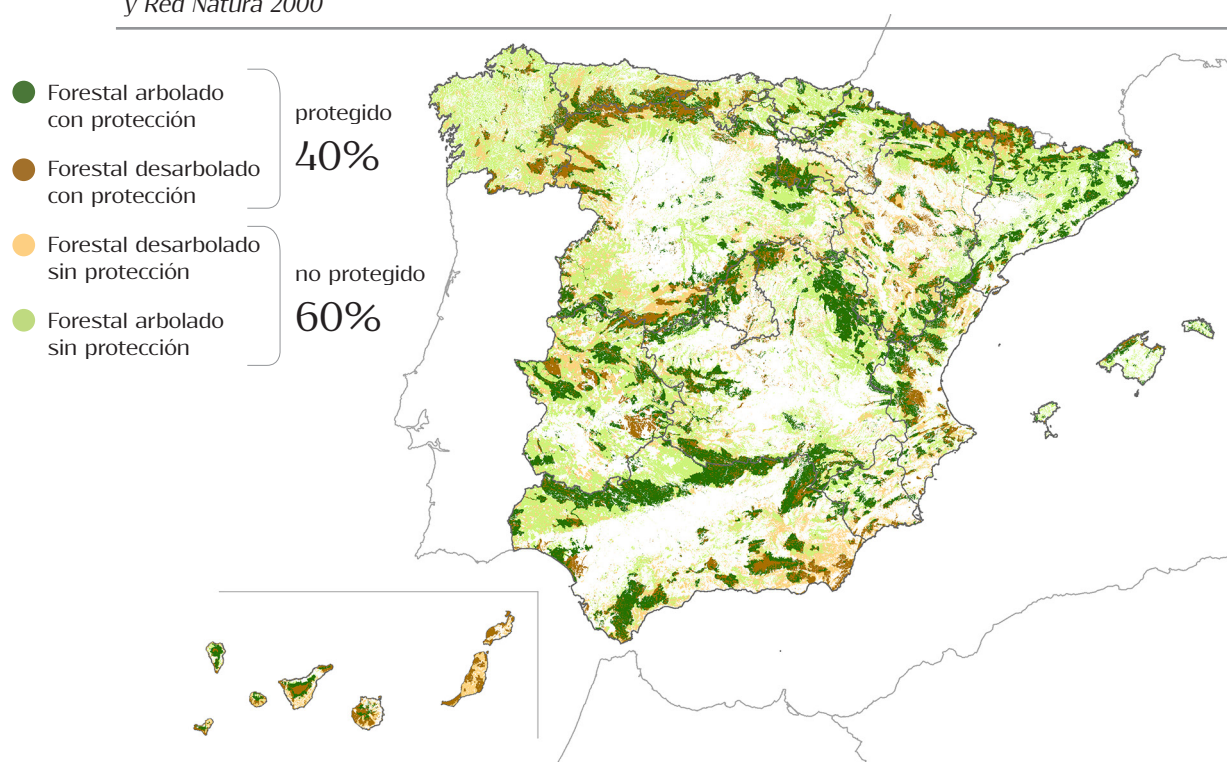 y Red Natura 2000
Forestal arbolado
con protección
Forestal desarbolado
con protección
protegido
40%
Forestal desarbolado
sin protección
Forestal arbolado
sin protección
no protegido
60%